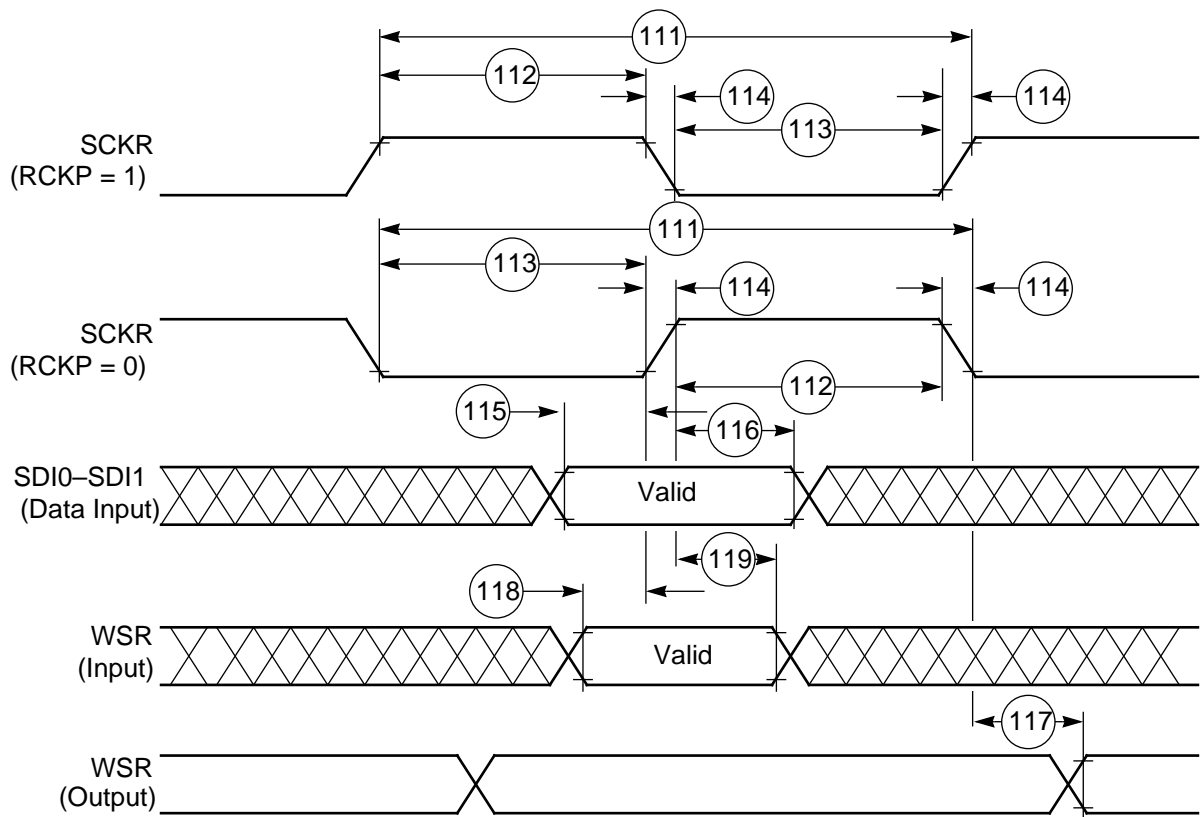 111
112
114
114
113
SCKR
(RCKP = 1)
111
113
114
114
SCKR
(RCKP = 0)
112
115
116
SDI0–SDI1
(Data Input)
Valid
119
118
WSR
(Input)
Valid
117
WSR
(Output)